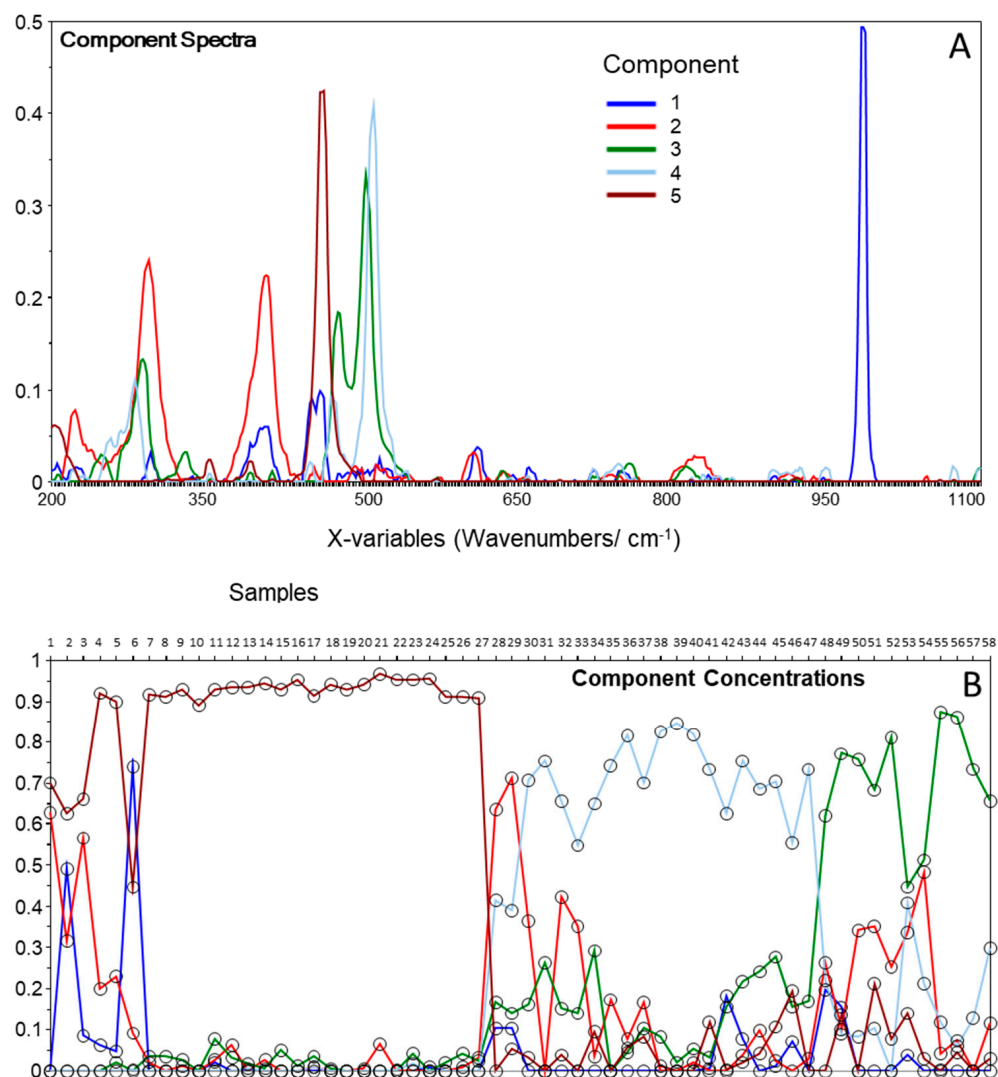 Component Spectra
A
Component
1
2
3
4
5
0.5
0.4
0.3
0.2
0.1
0
200 350 500 650 800 950 1100
X-variables (Wavenumbers/ cm-1)
Samples
1 2 3 4 5 6 7 8 9 10 11 12 13 14 15 16 17 18 19 20 21 22 23 24 25 26 27 28 29 30 31 32 33 34 35 36 37 38 39 40 41 42 43 44 45 46 47 48 49 50 51 52 53 54 55 56 57 58
Component Concentrations
B
1
0.9
0.8
0.7
0.6
0.5
0.4
0.3
0.2
0.1
0